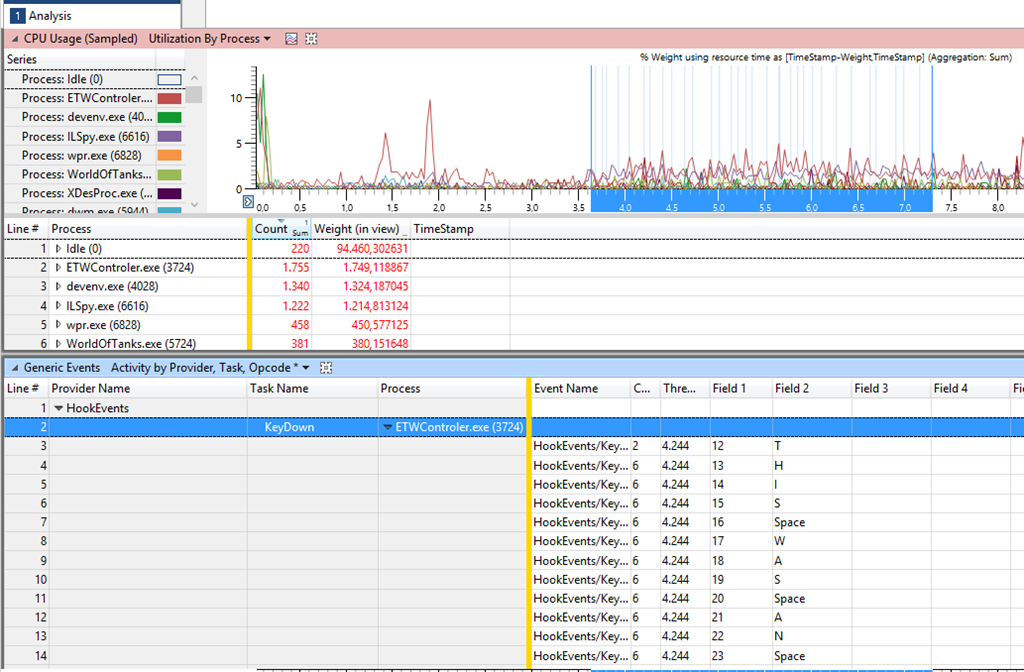 1 Analysis
CPU Usage (Sampled) Utilization By Process
Series
% Weight using resource time as [TimeStamp-Weight,TimeStamp] (Aggregation: Sum)
Process: Idle (0)
Process: ETWControler....
Process: devenv.exe (40...
Process: ILSpy.exe (6616)
Process: wpr.exe (6828)
Process: WorldOfTanks...
Process: XDesProc.exe (...
Process: dwm.exe (5944)
10
5
0
0.0 0.5 1.0 1.5 2.0 2.5 3.0 3.5 4.0 4.5 5.0 5.5 6.0 6.5 7.0 7.5 8.0
Line # Process Count Sum 1 Weight (in view) ... TimeStamp
1 Idle (0) 220 94.460,302631
2 ETWControler.exe (3724) 1.755 1.749,118867
3 devenv.exe (4028) 1.340 1.324,187045
4 ILSpy.exe (6616) 1.222 1.214,813124
5 wpr.exe (6828) 458 450,577125
6 WorldOfTanks.exe (5724) 381 380,151648
Generic Events Activity by Provider, Task, Opcode *
Line # Provider Name Task Name Process Event Name C... Thre... Field 1 Field 2 Field 3 Field 4
1 HookEvents
2 KeyDown ETWControler.exe (3724)
3 HookEvents/Key... 2 4.244 12 T
4 HookEvents/Key... 6 4.244 13 H
5 HookEvents/Key... 6 4.244 14 I
6 HookEvents/Key... 6 4.244 15 S
7 HookEvents/Key... 6 4.244 16 Space
8 HookEvents/Key... 6 4.244 17 W
9 HookEvents/Key... 6 4.244 18 A
10 HookEvents/Key... 6 4.244 19 S
11 HookEvents/Key... 6 4.244 20 Space
12 HookEvents/Key... 6 4.244 21 A
13 HookEvents/Key... 6 4.244 22 N
14 HookEvents/Key... 6 4.244 23 Space